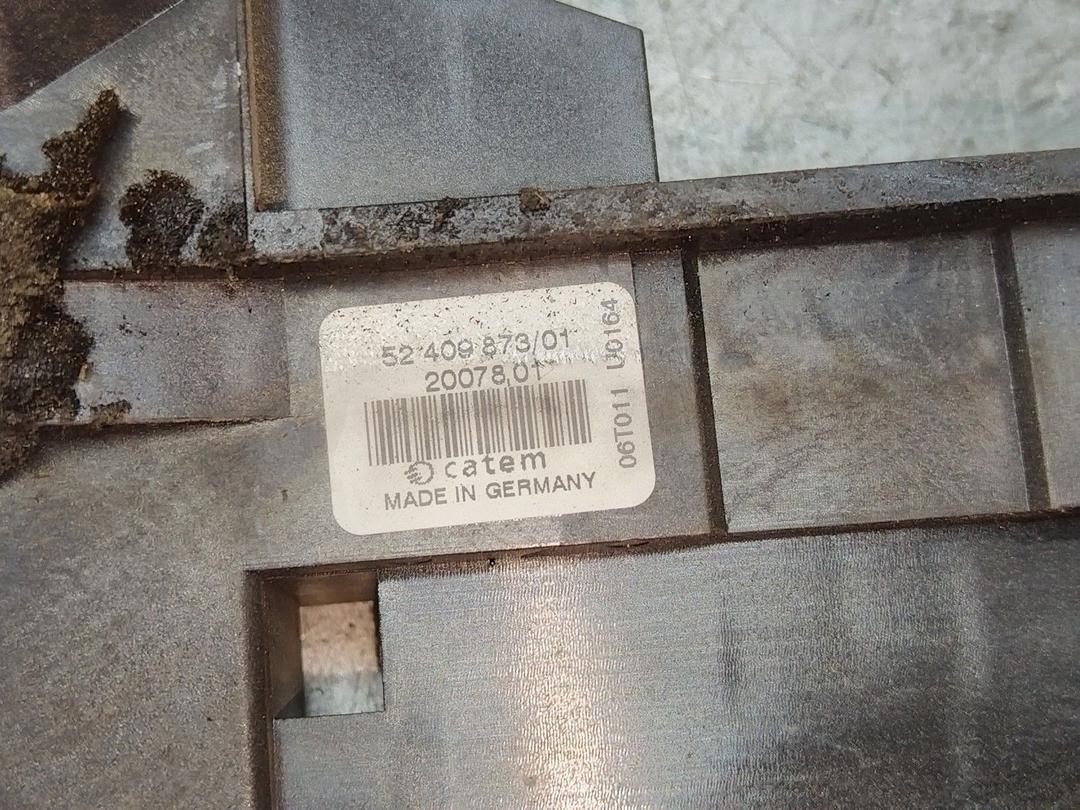 52 409 873/01
20078,01
catem
MADE IN GERMANY
06T011 U0164